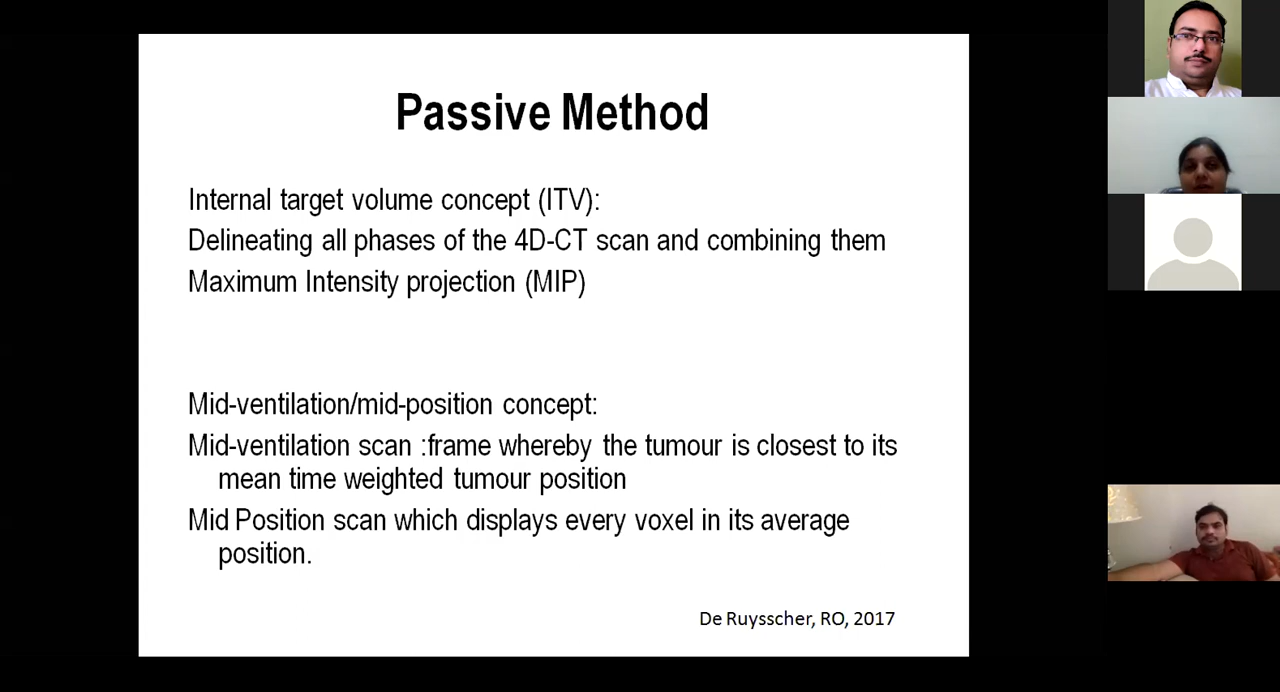 Passive Method
Internal target volume concept (ITV):
Delineating all phases of the 4D-CT scan and combining them
Maximum Intensity projection (MIP)
Mid-ventilation/mid-position concept:
Mid-ventilation scan :frame whereby the tumour is closest to its
mean time weighted tumour position
Mid Position scan which displays every voxel in its average
position.
De Ruysscher, RO, 2017